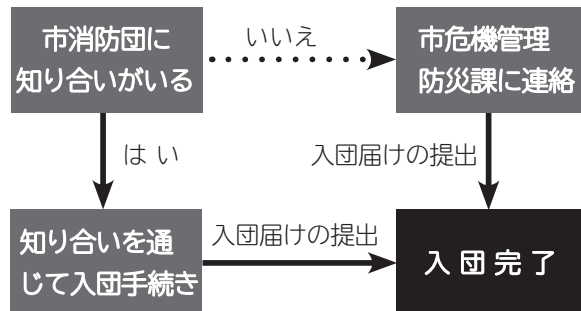 市消防団に
知り合いがいる
いいえ
市危機管理
防災課に連絡
はい
入団届けの提出
知り合いを通
じて入団手続き
入団届けの提出
入団完了